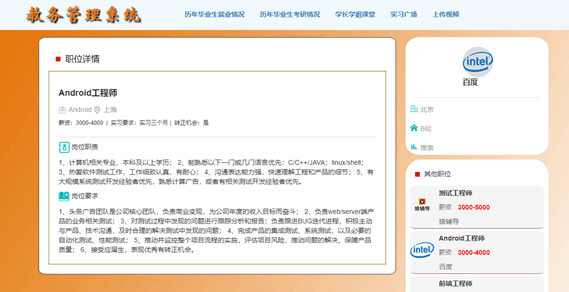 教务管理系统
历年毕业生就业情况 历年毕业生考研情况 学长学姐课堂 实习广场 上传视频
职位详情
Android工程师
Android 上海
薪资：3000-4000 | 实习要求：实习三个月 | 转正机会：是
岗位职责
1、计算机相关专业，本科及以上学历； 2、能熟悉以下一门或几门语言优先：C/C++/JAVA；linux/shell；
3、热爱软件测试工作，工作细致认真，有耐心； 4、沟通表达能力强，快速理解工程和产品的细节； 5、有
大规模系统测试开发经验者优先，熟悉计算广告，或者有相关测试开发经验者优先。
岗位要求
1、头条广告团队是公司核心团队，负责商业变现，为公司年度的收入目标而奋斗； 2、负责web/server端产
品的业务相关测试； 3、对测试过程中发现的问题进行跟踪分析和报告；负责跟进BUG迭代进程，积极主动
与产品、技术沟通，及时合理的解决测试中发现的问题； 4、完成产品的集成测试、系统测试，以及必要的
自动化测试、性能测试； 5、推动并监控整个项目流程的实施，评估项目风险，推动问题的解决，保障产品
质量； 6、接受应届生，表现优秀有转正机会。
intel
百度
北京
B轮
搜索
其他职位
测试工程师
薪资：3000-5000
猿辅导
猿辅导
Android工程师
intel
薪资：3000-4000
百度
前端工程师